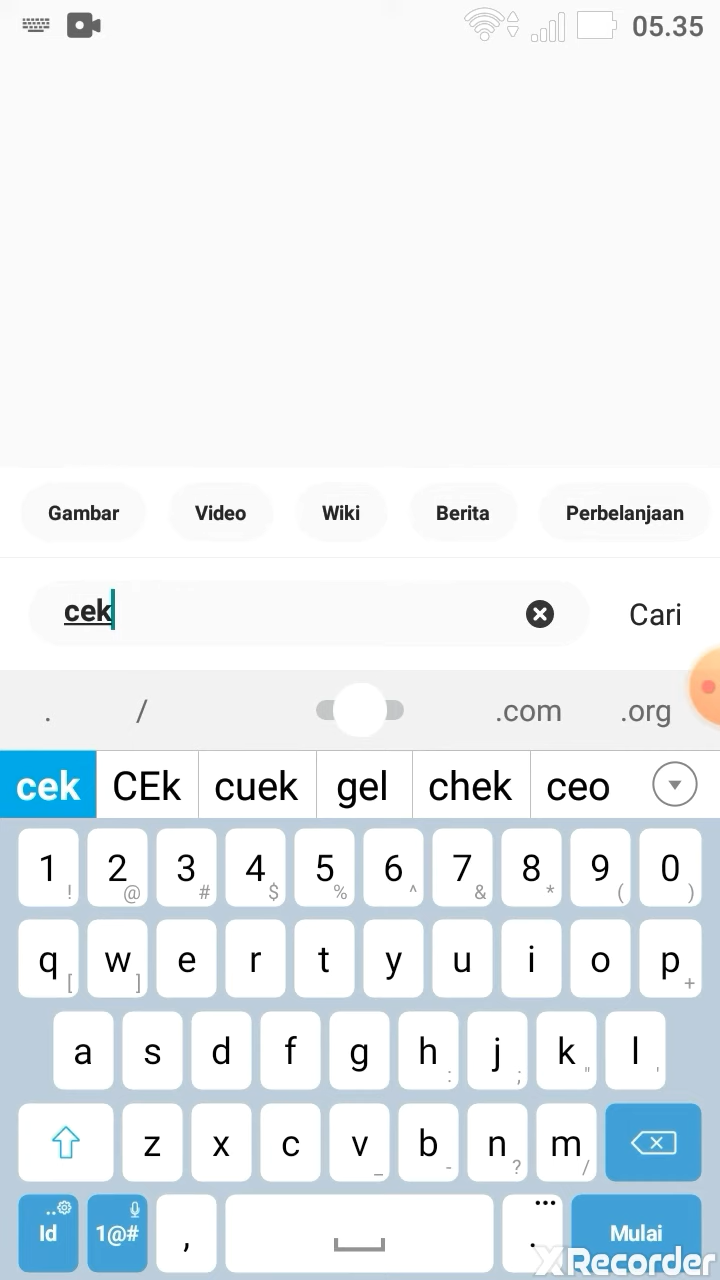 05.35
Gambar Video Wiki Berita Perbelanjaan
cek Cari
. / .com .org
cek CEk cuek gel chek ceo
1 ! 2 @ 3 # 4 $ 5 % 6 ^ 7 & 8 * 9 ( 0 )
q [ w ] e r t y u i o p +
a s d f g h : j ; k " l '
z x c v _ b - n ? m /
Id 1@# , . ... Mulai
XRecorder